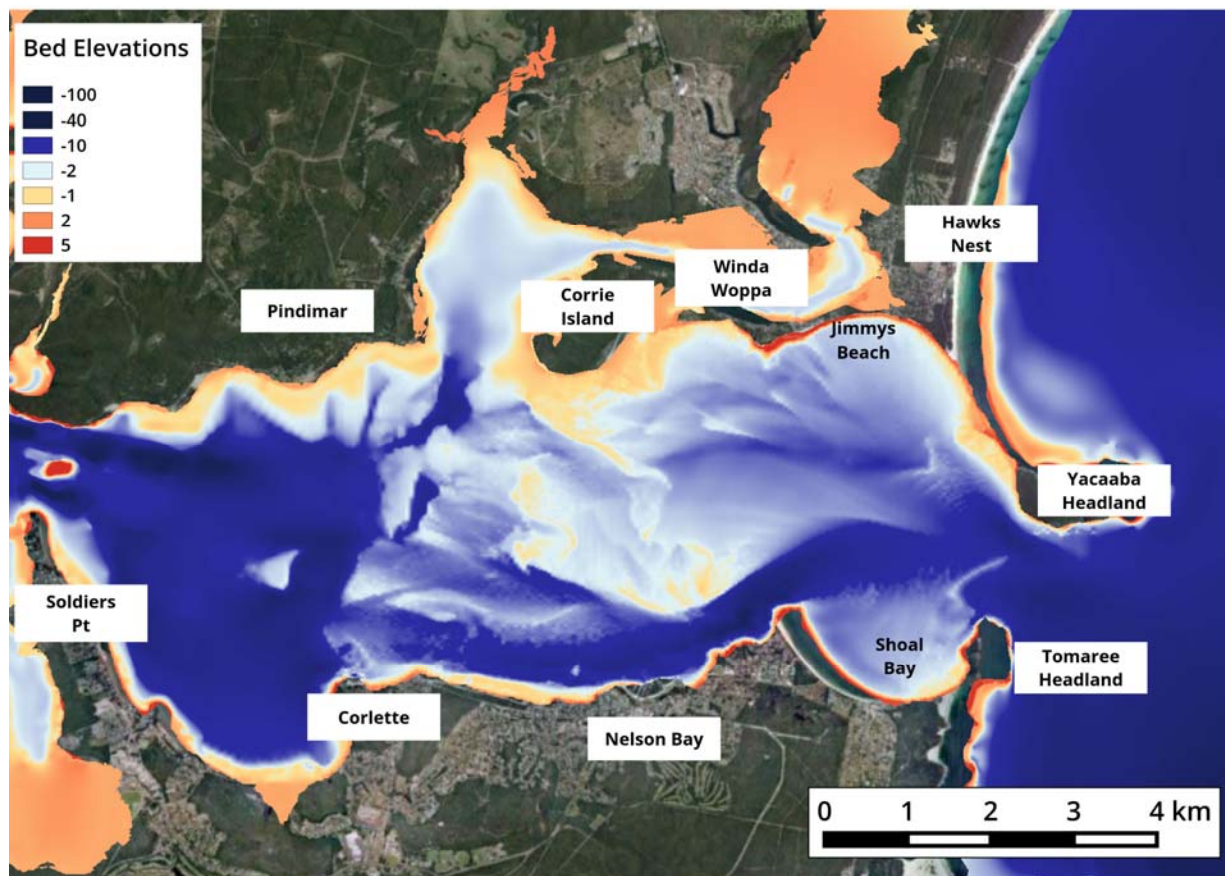 Bed Elevations
-100
-40
-10
-2
-1
2
5
Hawks
Nest
Winda
Woppa
Corrie
Island
Pindimar
Jimmys
Beach
Yacaaba
Headland
Soldiers
Pt
Shoal
Bay
Tomaree
Headland
Corlette
Nelson Bay
0 1 2 3 4 km